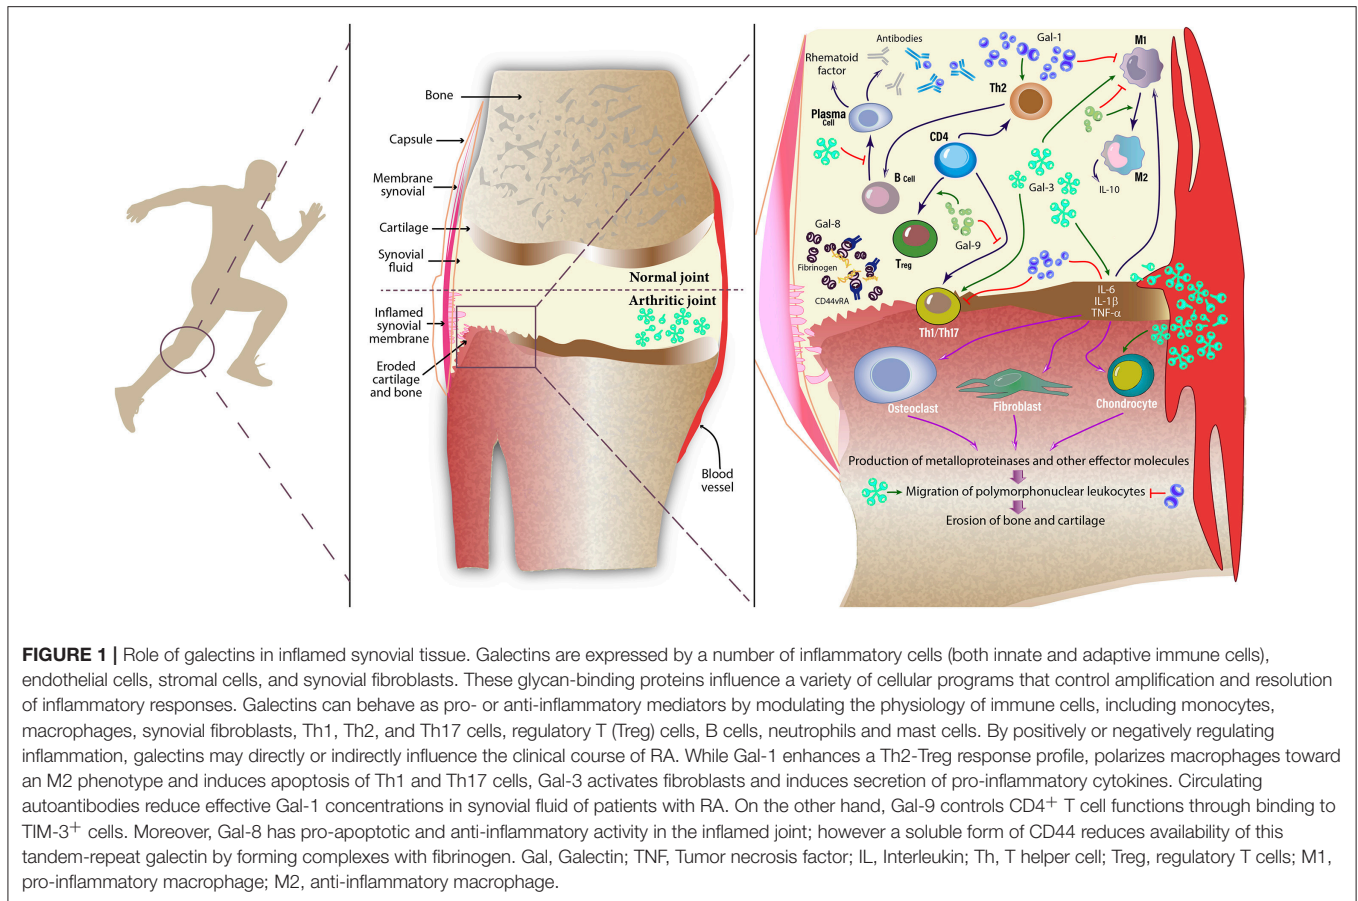 Bone
Capsule
Membrane
synovial
Cartilage
Synovial
fluid
Normal joint
Arthritic joint
Inflamed
synovial
membrane
Eroded
cartilage
and bone
Blood
vessel
Antibodies
Rhematoid
factor
Gal-1
M1
Th2
Plasma
Cell
CD4
B Cell
M2
IL-10
Gal-3
Gal-8
Gal-9
Treg
Fibrinogen
CD44vRA
IL-6
IL-1β
TNF-α
Th1/Th17
Osteoclast
Fibroblast
Chondrocyte
Production of metalloproteinases and other effector molecules
Migration of polymorphonuclear leukocytes
Erosion of bone and cartilage
FIGURE 1 | Role of galectins in inflamed synovial tissue. Galectins are expressed by a number of inflammatory cells (both innate and adaptive immune cells),
endothelial cells, stromal cells, and synovial fibroblasts. These glycan-binding proteins influence a variety of cellular programs that control amplification and resolution
of inflammatory responses. Galectins can behave as pro- or anti-inflammatory mediators by modulating the physiology of immune cells, including monocytes,
macrophages, synovial fibroblasts, Th1, Th2, and Th17 cells, regulatory T (Treg) cells, B cells, neutrophils and mast cells. By positively or negatively regulating
inflammation, galectins may directly or indirectly influence the clinical course of RA. While Gal-1 enhances a Th2-Treg response profile, polarizes macrophages toward
an M2 phenotype and induces apoptosis of Th1 and Th17 cells, Gal-3 activates fibroblasts and induces secretion of pro-inflammatory cytokines. Circulating
autoantibodies reduce effective Gal-1 concentrations in synovial fluid of patients with RA. On the other hand, Gal-9 controls CD4⁺ T cell functions through binding to
TIM-3⁺ cells. Moreover, Gal-8 has pro-apoptotic and anti-inflammatory activity in the inflamed joint; however a soluble form of CD44 reduces availability of this
tandem-repeat galectin by forming complexes with fibrinogen. Gal, Galectin; TNF, Tumor necrosis factor; IL, Interleukin; Th, T helper cell; Treg, regulatory T cells; M1,
pro-inflammatory macrophage; M2, anti-inflammatory macrophage.